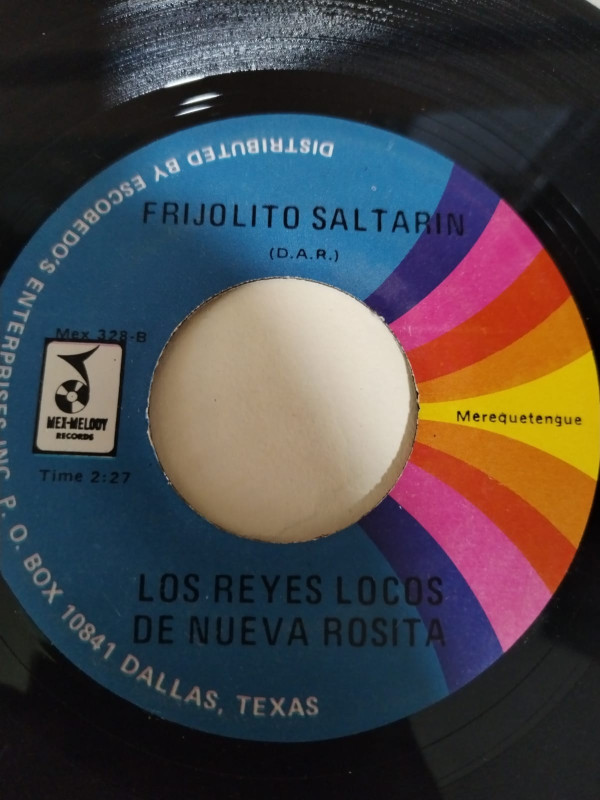 FRIJOLITO SALTARIN
(D.A.R.)
Mex 328-B
MEX-MELODY
RECORDS
Merequetengue
Time 2:27
LOS REYES LOCOS
DE NUEVA ROSITA
DISTRIBUTED BY ESCOBEDO'S ENTERPRISES INC. P. O. BOX 10841 DALLAS, TEXAS